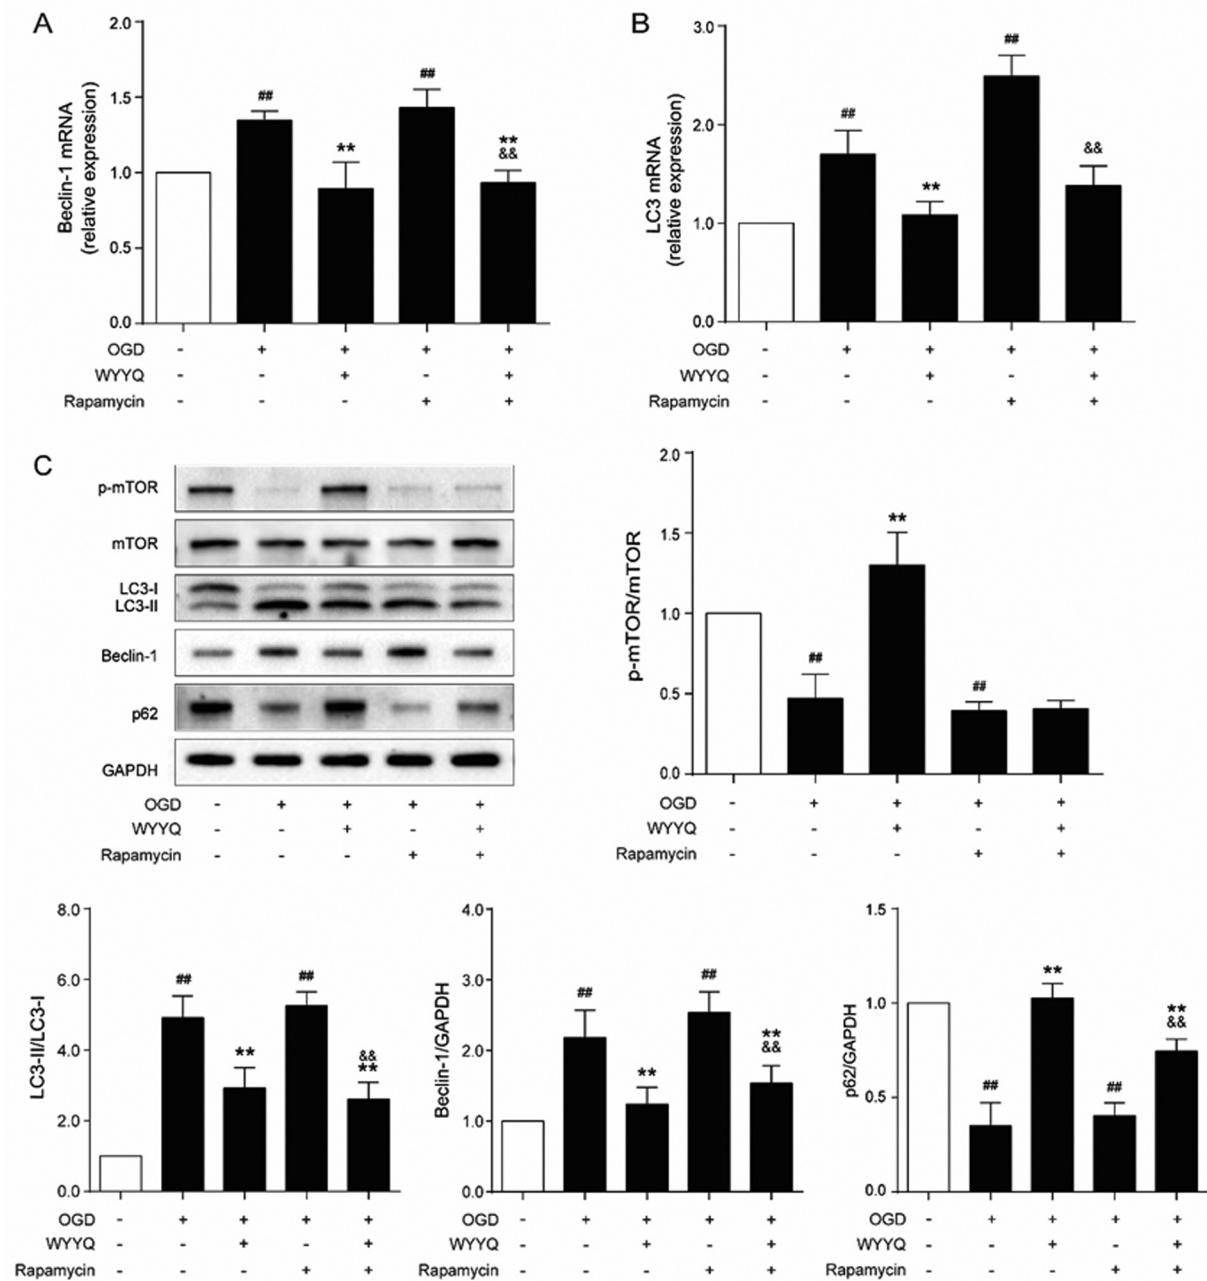 A
Beclin-1 mRNA
(relative expression)
2.0
1.5
1.0
0.5
0.0
##
**
##
**
&&
OGD - + + + +
WYYQ - - + - +
Rapamycin - - - + +
B
LC3 mRNA
(relative expression)
3.0
2.0
1.0
0.0
##
**
##
&&
OGD - + + + +
WYYQ - - + - +
Rapamycin - - - + +
C
p-mTOR
mTOR
LC3-I
LC3-II
Beclin-1
p62
GAPDH
OGD - + + + +
WYYQ - - + - +
Rapamycin - - - + +
p-mTOR/mTOR
2.0
1.5
1.0
0.5
0.0
##
**
##
OGD - + + + +
WYYQ - - + - +
Rapamycin - - - + +
LC3-II/LC3-I
8.0
6.0
4.0
2.0
0.0
##
**
##
&&
**
OGD - + + + +
WYYQ - - + - +
Rapamycin - - - + +
Beclin-1/GAPDH
4.0
3.0
2.0
1.0
0.0
##
**
##
**
&&
OGD - + + + +
WYYQ - - + - +
Rapamycin - - - + +
p62/GAPDH
1.5
1.0
0.5
0.0
##
**
##
**
&&
OGD - + + + +
WYYQ - - + - +
Rapamycin - - - + +